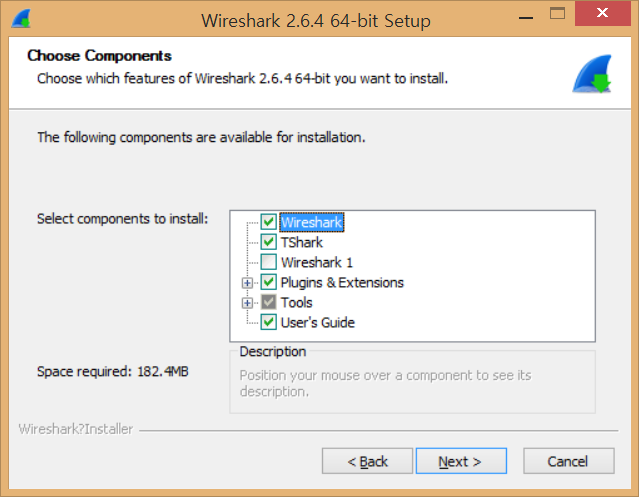 Wireshark 2.6.4 64-bit Setup
Choose Components
Choose which features of Wireshark 2.6.4 64-bit you want to install.
The following components are available for installation.
Select components to install:
Wireshark
TShark
Wireshark 1
Plugins & Extensions
Tools
User's Guide
Space required: 182.4MB
Description
Position your mouse over a component to see its
description.
Wireshark?Installer
< Back
Next >
Cancel